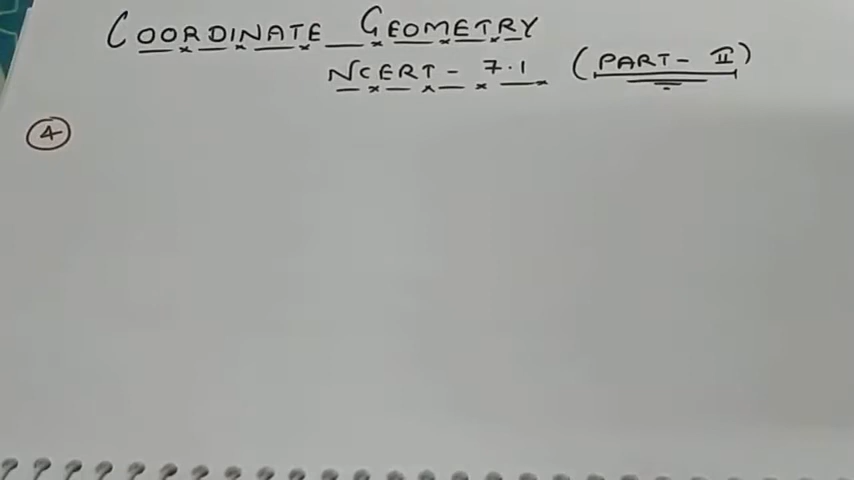 COORDINATE GEOMETRY
NCERT - 7.1 (PART - II)
4